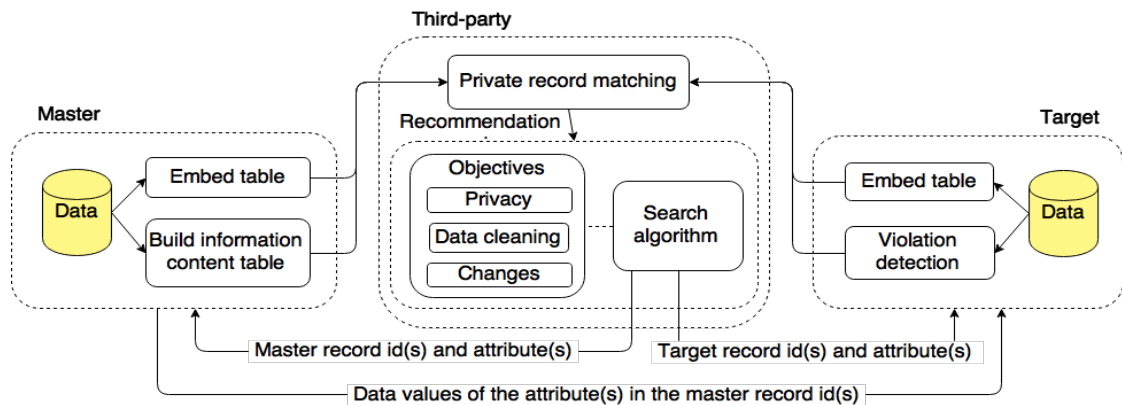 Third-party
Private record matching
Master
Recommendation
Target
Data
Embed table
Build information
content table
Objectives
Privacy
Data cleaning
Changes
Search
algorithm
Embed table
Violation
detection
Data
Master record id(s) and attribute(s)
Target record id(s) and attribute(s)
Data values of the attribute(s) in the master record id(s)